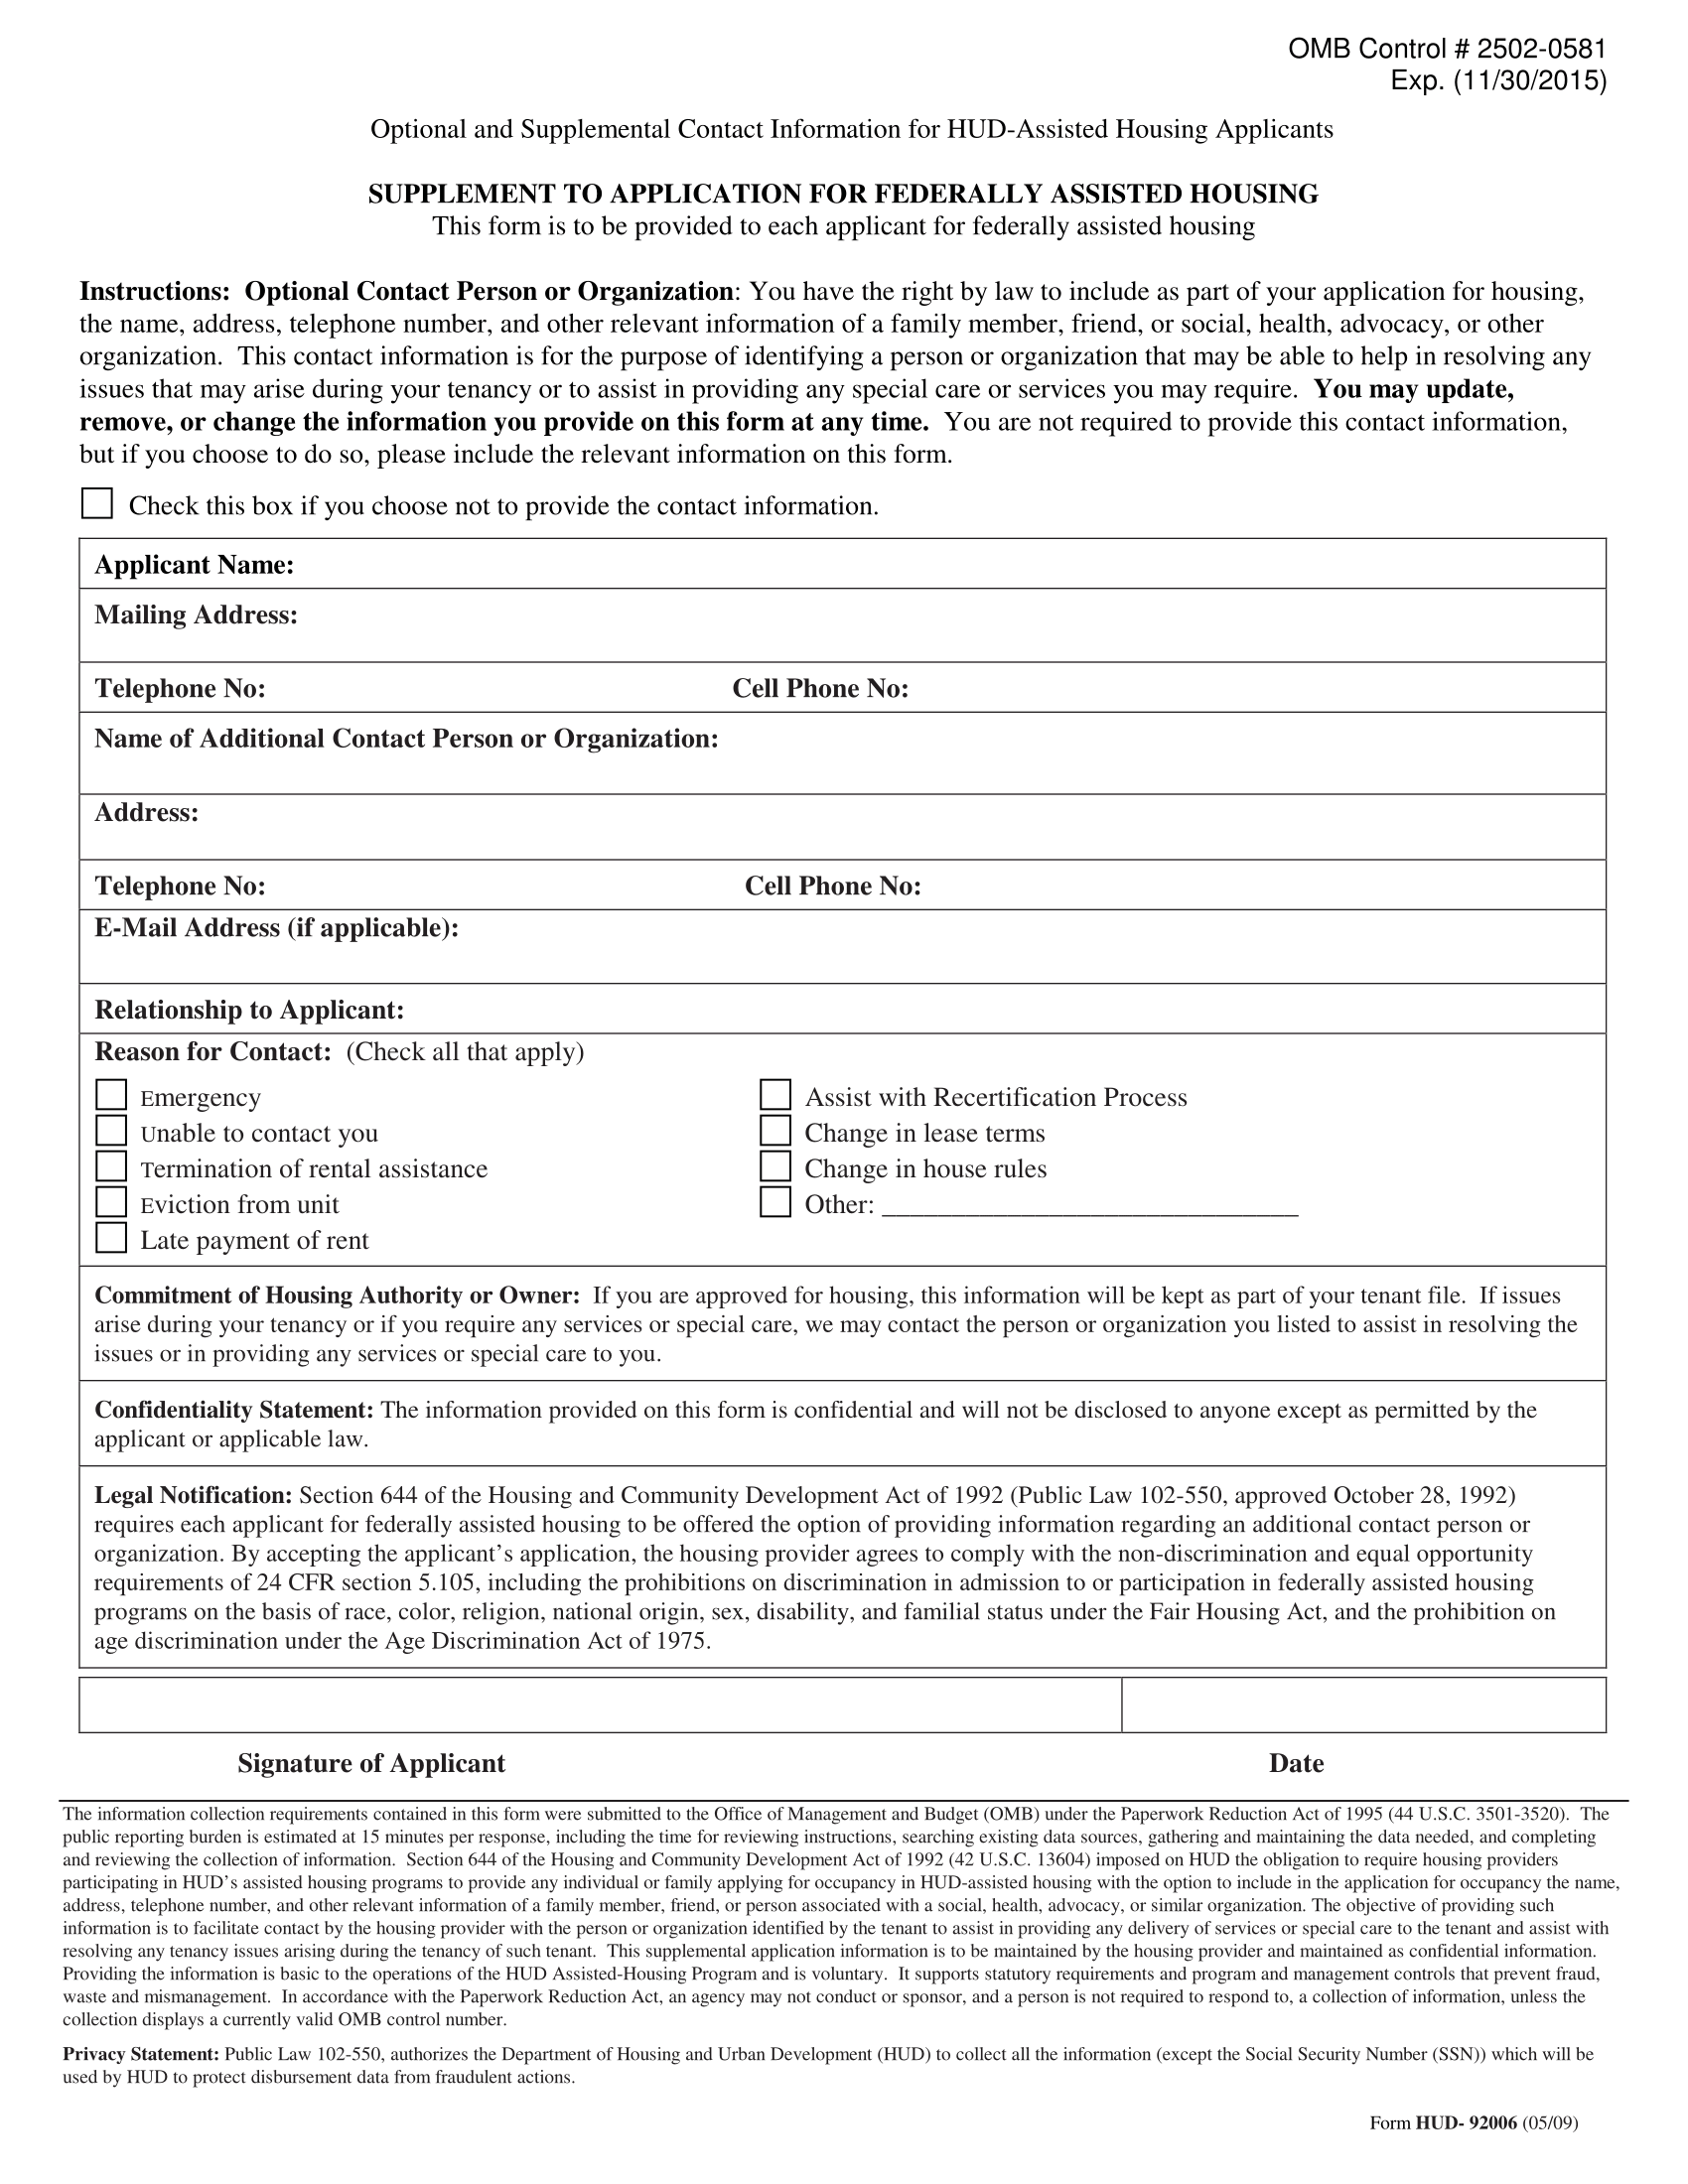 OMB Control # 2502-0581
Exp. (11/30/2015)
Optional and Supplemental Contact Information for HUD-Assisted Housing Applicants
SUPPLEMENT TO APPLICATION FOR FEDERALLY ASSISTED HOUSING
This form is to be provided to each applicant for federally assisted housing
Instructions: Optional Contact Person or Organization: You have the right by law to include as part of your application for housing,
the name, address, telephone number, and other relevant information of a family member, friend, or social, health, advocacy, or other
organization. This contact information is for the purpose of identifying a person or organization that may be able to help in resolving any
issues that may arise during your tenancy or to assist in providing any special care or services you may require. You may update,
remove, or change the information you provide on this form at any time. You are not required to provide this contact information,
but if you choose to do so, please include the relevant information on this form.
Check this box if you choose not to provide the contact information.
Applicant Name:
Mailing Address:
Telephone No: Cell Phone No:
Name of Additional Contact Person or Organization:
Address:
Telephone No: Cell Phone No:
E-Mail Address (if applicable):
Relationship to Applicant:
Reason for Contact: (Check all that apply)
Emergency
Unable to contact you
Termination of rental assistance
Eviction from unit
Late payment of rent
Assist with Recertification Process
Change in lease terms
Change in house rules
Other: ______________________________
Commitment of Housing Authority or Owner: If you are approved for housing, this information will be kept as part of your tenant file. If issues
arise during your tenancy or if you require any services or special care, we may contact the person or organization you listed to assist in resolving the
issues or in providing any services or special care to you.
Confidentiality Statement: The information provided on this form is confidential and will not be disclosed to anyone except as permitted by the
applicant or applicable law.
Legal Notification: Section 644 of the Housing and Community Development Act of 1992 (Public Law 102-550, approved October 28, 1992)
requires each applicant for federally assisted housing to be offered the option of providing information regarding an additional contact person or
organization. By accepting the applicant’s application, the housing provider agrees to comply with the non-discrimination and equal opportunity
requirements of 24 CFR section 5.105, including the prohibitions on discrimination in admission to or participation in federally assisted housing
programs on the basis of race, color, religion, national origin, sex, disability, and familial status under the Fair Housing Act, and the prohibition on
age discrimination under the Age Discrimination Act of 1975.
Signature of Applicant Date
The information collection requirements contained in this form were submitted to the Office of Management and Budget (OMB) under the Paperwork Reduction Act of 1995 (44 U.S.C. 3501-3520). The
public reporting burden is estimated at 15 minutes per response, including the time for reviewing instructions, searching existing data sources, gathering and maintaining the data needed, and completing
and reviewing the collection of information. Section 644 of the Housing and Community Development Act of 1992 (42 U.S.C. 13604) imposed on HUD the obligation to require housing providers
participating in HUD’s assisted housing programs to provide any individual or family applying for occupancy in HUD-assisted housing with the option to include in the application for occupancy the name,
address, telephone number, and other relevant information of a family member, friend, or person associated with a social, health, advocacy, or similar organization. The objective of providing such
information is to facilitate contact by the housing provider with the person or organization identified by the tenant to assist in providing any delivery of services or special care to the tenant and assist with
resolving any tenancy issues arising during the tenancy of such tenant. This supplemental application information is to be maintained by the housing provider and maintained as confidential information.
Providing the information is basic to the operations of the HUD Assisted-Housing Program and is voluntary. It supports statutory requirements and program and management controls that prevent fraud,
waste and mismanagement. In accordance with the Paperwork Reduction Act, an agency may not conduct or sponsor, and a person is not required to respond to, a collection of information, unless the
collection displays a currently valid OMB control number.
Privacy Statement: Public Law 102-550, authorizes the Department of Housing and Urban Development (HUD) to collect all the information (except the Social Security Number (SSN)) which will be
used by HUD to protect disbursement data from fraudulent actions.
Form HUD- 92006 (05/09)